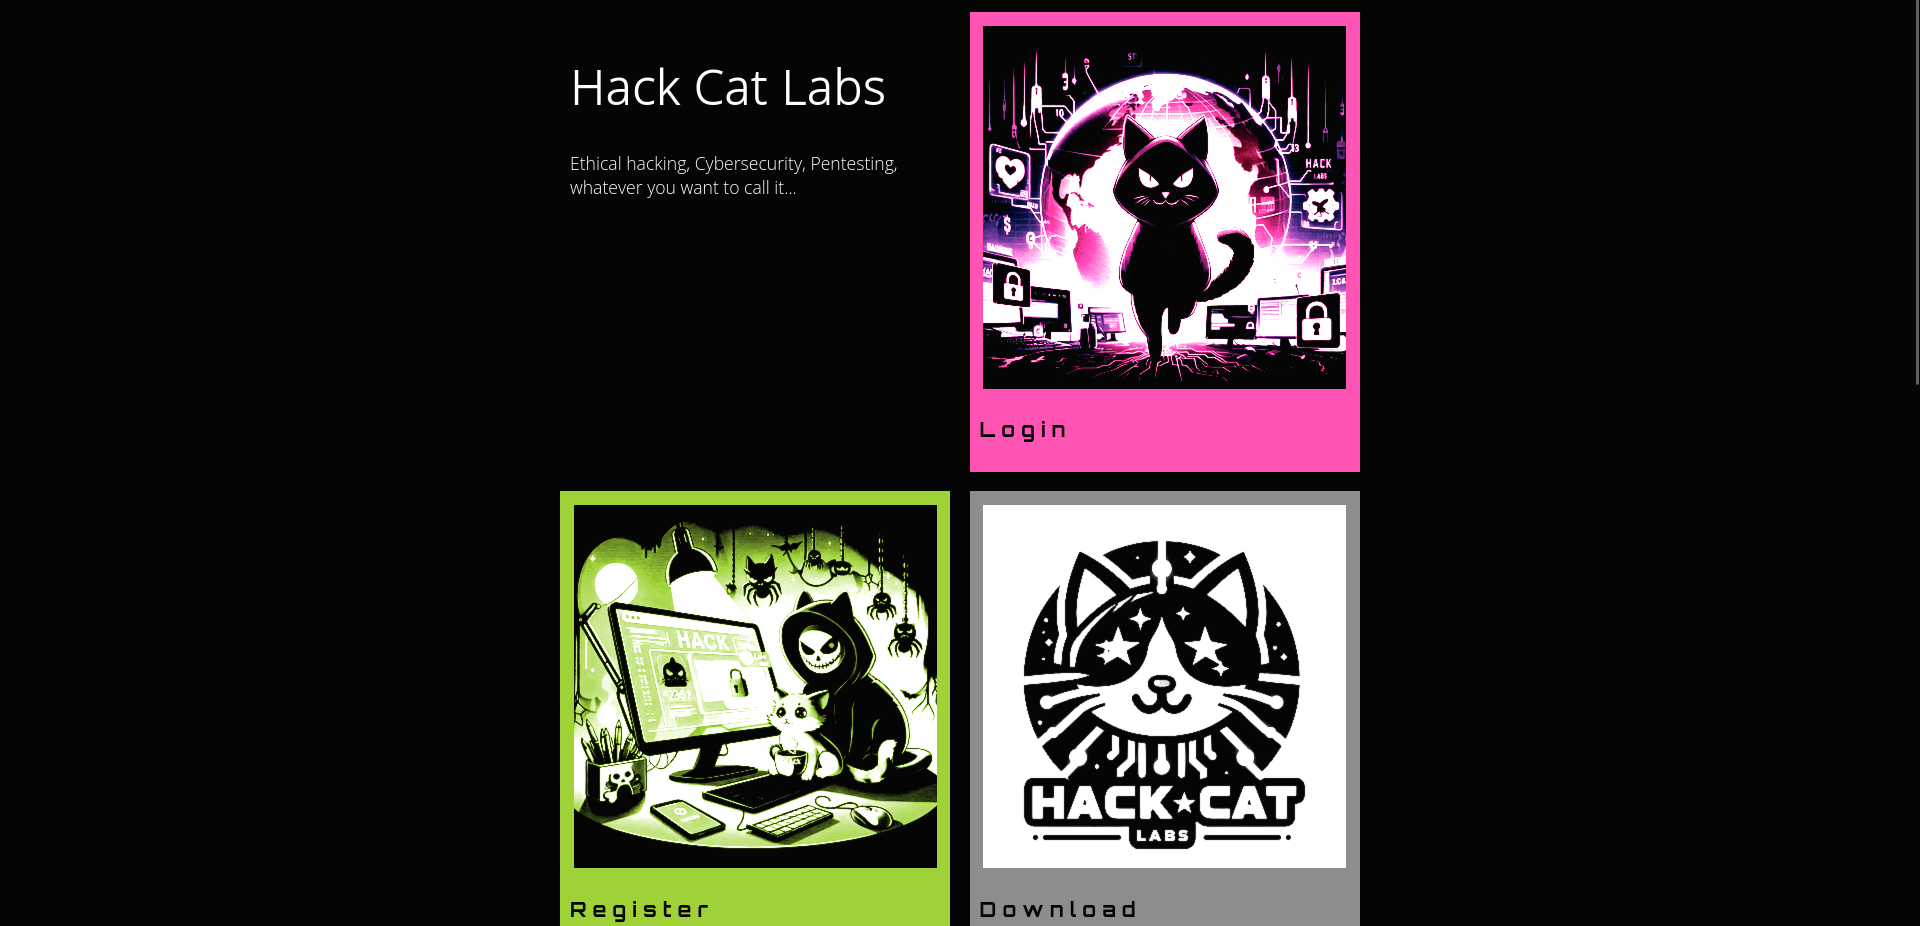 Hack Cat Labs
Ethical hacking, Cybersecurity, Pentesting,
whatever you want to call it...
HACK
LABS
Login
HACK
HACK★CAT
LABS
Register
Download